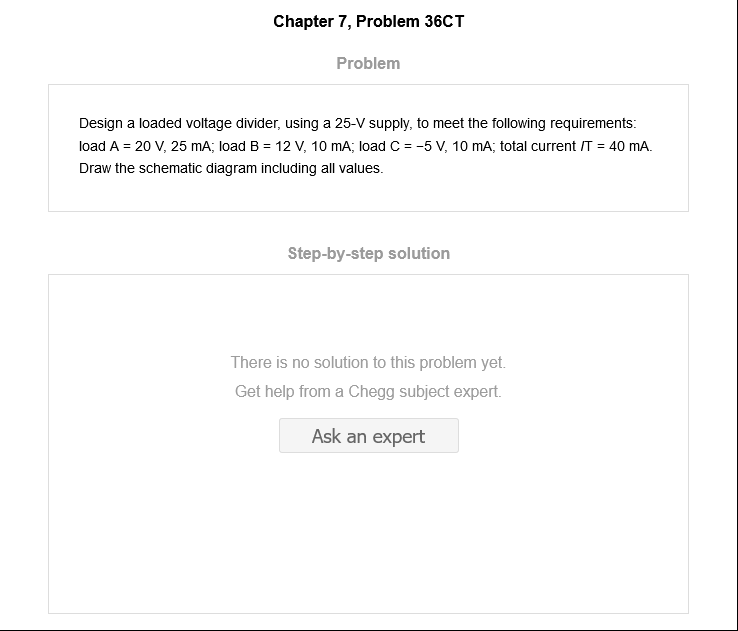 Chapter 7, Problem 36CT
Problem
Design a loaded voltage divider, using a 25-V supply, to meet the following requirements:
load A = 20 V, 25 mA; load B = 12 V, 10 mA; load C = −5 V, 10 mA; total current IT = 40 mA.
Draw the schematic diagram including all values.
Step-by-step solution
There is no solution to this problem yet.
Get help from a Chegg subject expert.
Ask an expert